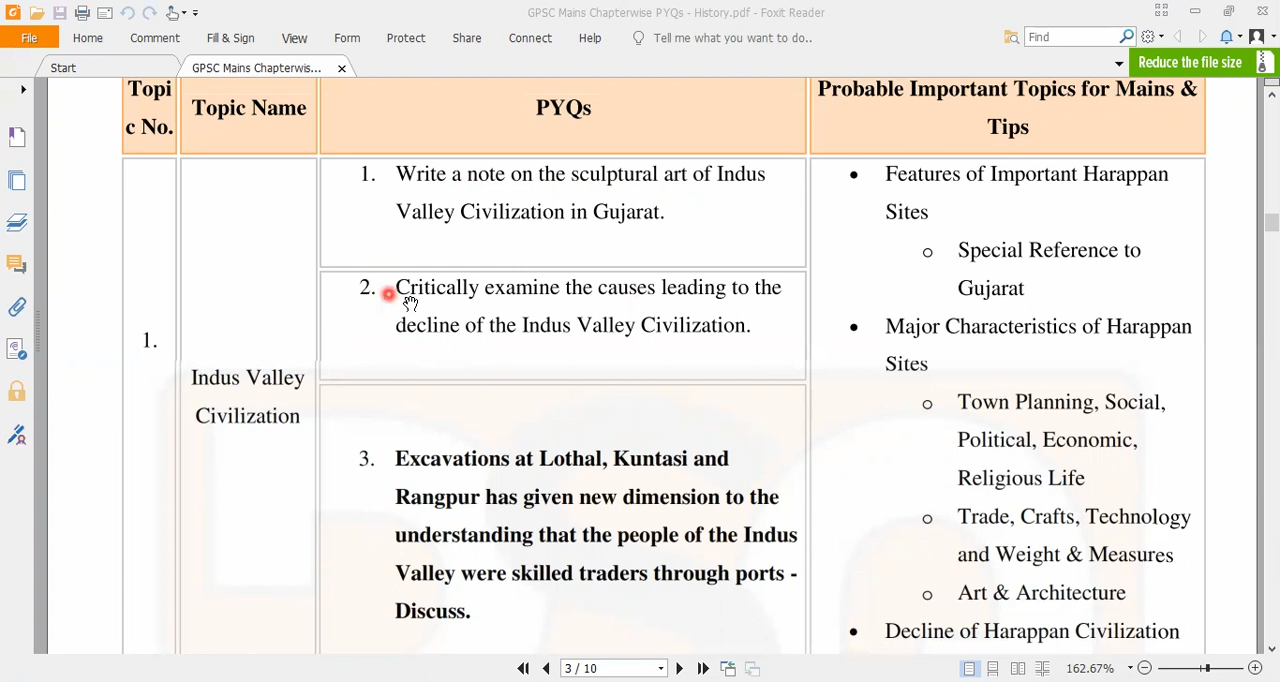 GPSC Mains Chapterwise PYQs - History.pdf - Foxit Reader
File Home Comment Fill & Sign View Form Protect Share Connect Help Tell me what you want to do.. Find
Start GPSC Mains Chapterwis... Reduce the file size
Topi
c No.
Topic Name
PYQs
Probable Important Topics for Mains &
Tips
1.
Indus Valley
Civilization
1. Write a note on the sculptural art of Indus
Valley Civilization in Gujarat.
2. Critically examine the causes leading to the
decline of the Indus Valley Civilization.
3. Excavations at Lothal, Kuntasi and
Rangpur has given new dimension to the
understanding that the people of the Indus
Valley were skilled traders through ports -
Discuss.
• Features of Important Harappan
Sites
o Special Reference to
Gujarat
• Major Characteristics of Harappan
Sites
o Town Planning, Social,
Political, Economic,
Religious Life
o Trade, Crafts, Technology
and Weight & Measures
o Art & Architecture
• Decline of Harappan Civilization
3 / 10 162.67%